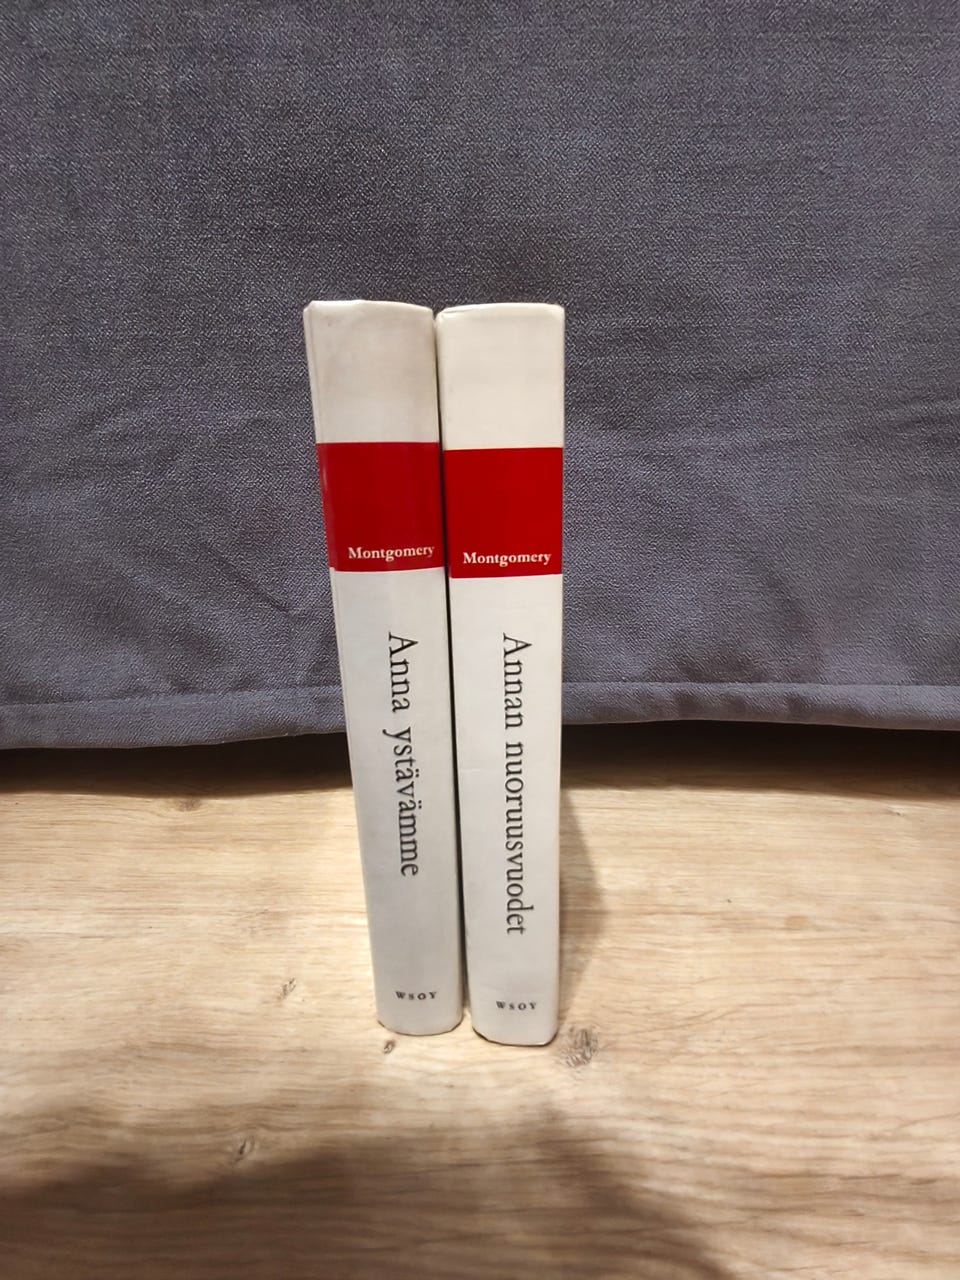 Montgomery
Anna ystävämme
WSOY
Montgomery
Annan nuoruusvuodet
WSOY